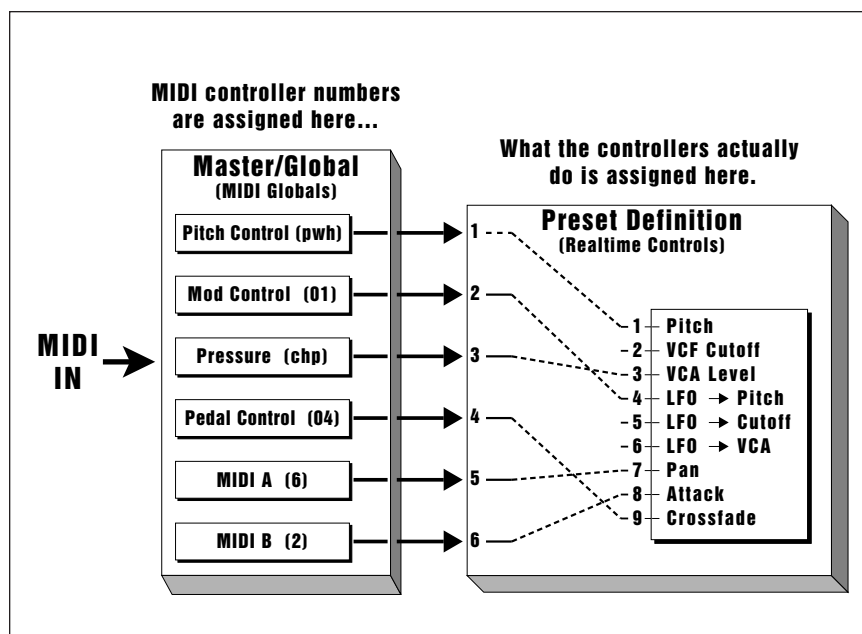 MIDI controller numbers
are assigned here...
Master/Global
(MIDI Globals)
Pitch Control (pwh)
Mod Control (01)
Pressure (chp)
Pedal Control (04)
MIDI A (6)
MIDI B (2)
MIDI
IN
What the controllers actually
do is assigned here.
Preset Definition
(Realtime Controls)
1
2
3
4
5
6
1 Pitch
2 VCF Cutoff
3 VCA Level
4 LFO → Pitch
5 LFO → Cutoff
6 LFO → VCA
7 Pan
8 Attack
9 Crossfade